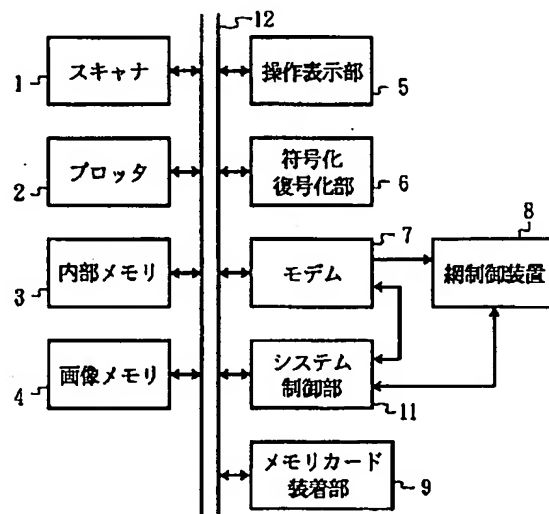 12
スキャナ
1
操作表示部
5
プロッタ
2
符号化
復号化部
6
内部メモリ
3
モデム
7
網制御装置
8
画像メモリ
4
システム
制御部
11
メモリカード
装着部
9